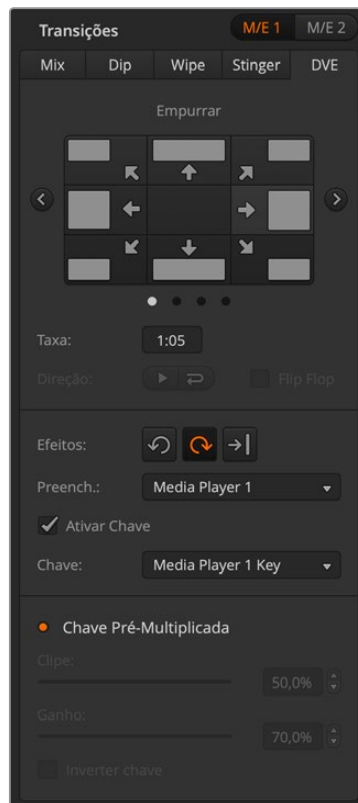 Transições M/E 1 M/E 2
Mix Dip Wipe Stinger DVE
Empurrar
Taxa: 1:05
Direção: Flip Flop
Efeitos:
Preench.: Media Player 1
Ativar Chave
Chave: Media Player 1 Key
Chave Pré-Multiplicada
Clipe:
50,0%
Ganho:
70,0%
Inverter chave